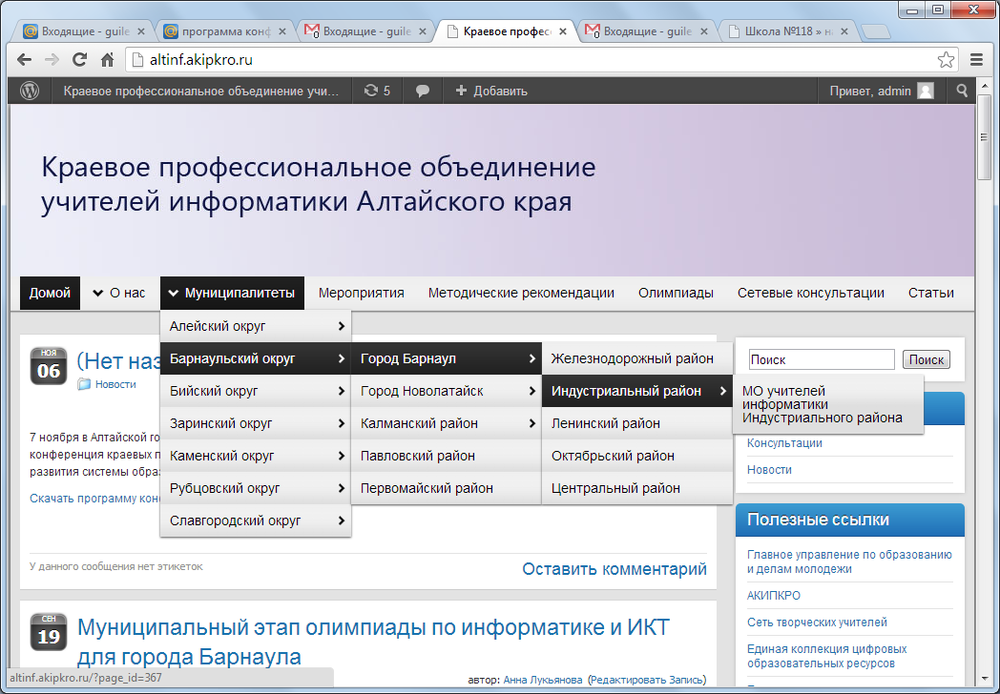 Входящие - guile
программа конф
Входящие - guile
Краевое професс
Входящие - guile
Школа №118 » на
altinf.akipkro.ru
Краевое профессиональное объединение учи...
5
Добавить
Привет, admin
Краевое профессиональное объединение
учителей информатики Алтайского края
Домой
О нас
Муниципалитеты
Мероприятия
Методические рекомендации
Олимпиады
Сетевые консультации
Статьи
Алейский округ
Барнаульский округ
Бийский округ
Заринский округ
Каменский округ
Рубцовский округ
Славгородский округ
Город Барнаул
Город Новолатайск
Калманский район
Павловский район
Первомайский район
Железнодорожный район
Индустриальный район
Ленинский район
Октябрьский район
Центральный район
МО учителей
информатики
Индустриального района
НОЯ
06
(Нет наз
Новости
7 ноября в Алтайской го
конференция краевых п
развития системы обра
Скачать программу кон
У данного сообщения нет этикеток
Оставить комментарий
СЕН
19
Муниципальный этап олимпиады по информатике и ИКТ
для города Барнаула
автор: Анна Лукьянова (Редактировать Запись)
Поиск
Поиск
Консультации
Новости
Полезные ссылки
Главное управление по образованию
и делам молодежи
АКИПКРО
Сеть творческих учителей
Единая коллекция цифровых
образовательных ресурсов
altinf.akipkro.ru/?page_id=367